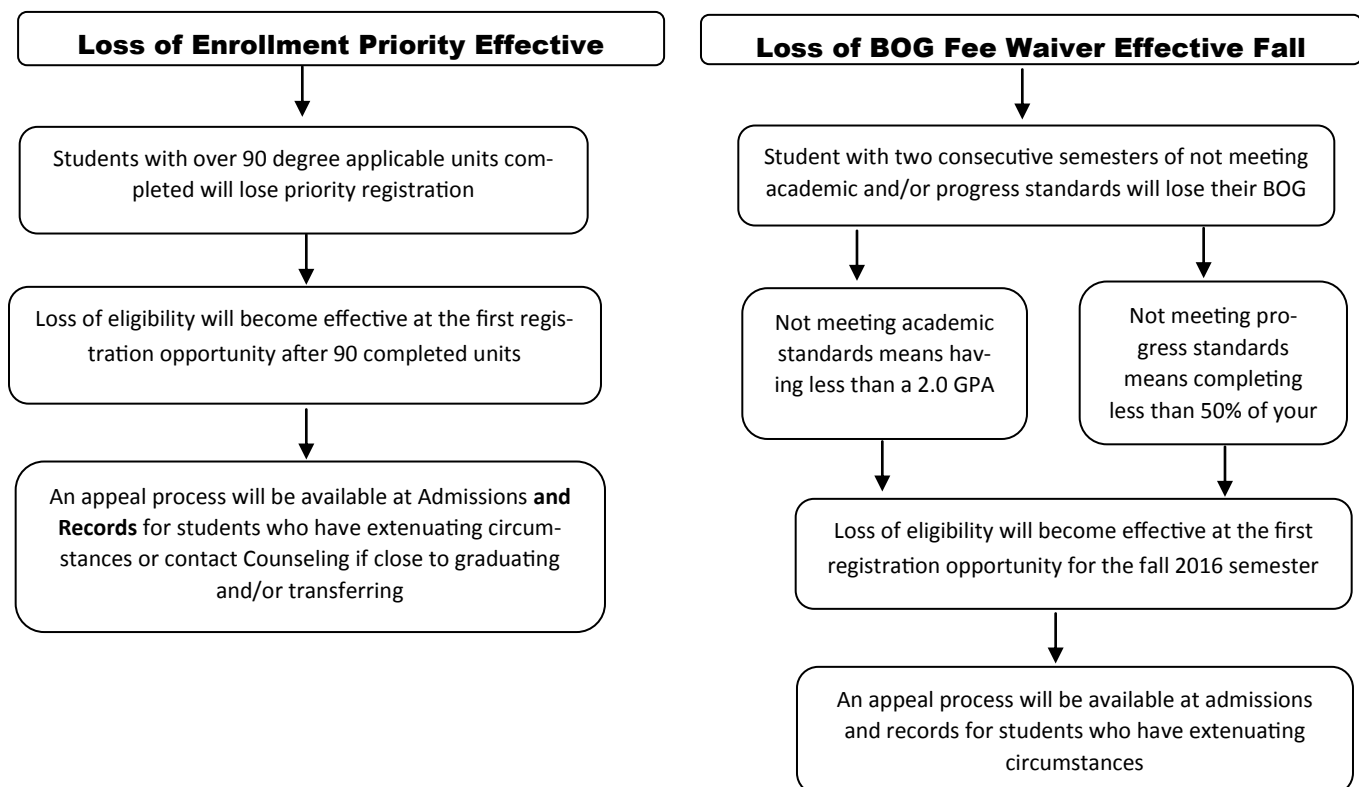 Loss of Enrollment Priority Effective
Students with over 90 degree applicable units com-
pleted will lose priority registration
Loss of eligibility will become effective at the first regis-
tration opportunity after 90 completed units
An appeal process will be available at Admissions and
Records for students who have extenuating circum-
stances or contact Counseling if close to graduating
and/or transferring
Loss of BOG Fee Waiver Effective Fall
Student with two consecutive semesters of not meeting
academic and/or progress standards will lose their BOG
Not meeting academic
standards means hav-
ing less than a 2.0 GPA
Not meeting pro-
gress standards
means completing
less than 50% of your
Loss of eligibility will become effective at the first
registration opportunity for the fall 2016 semester
An appeal process will be available at admissions
and records for students who have extenuating
circumstances